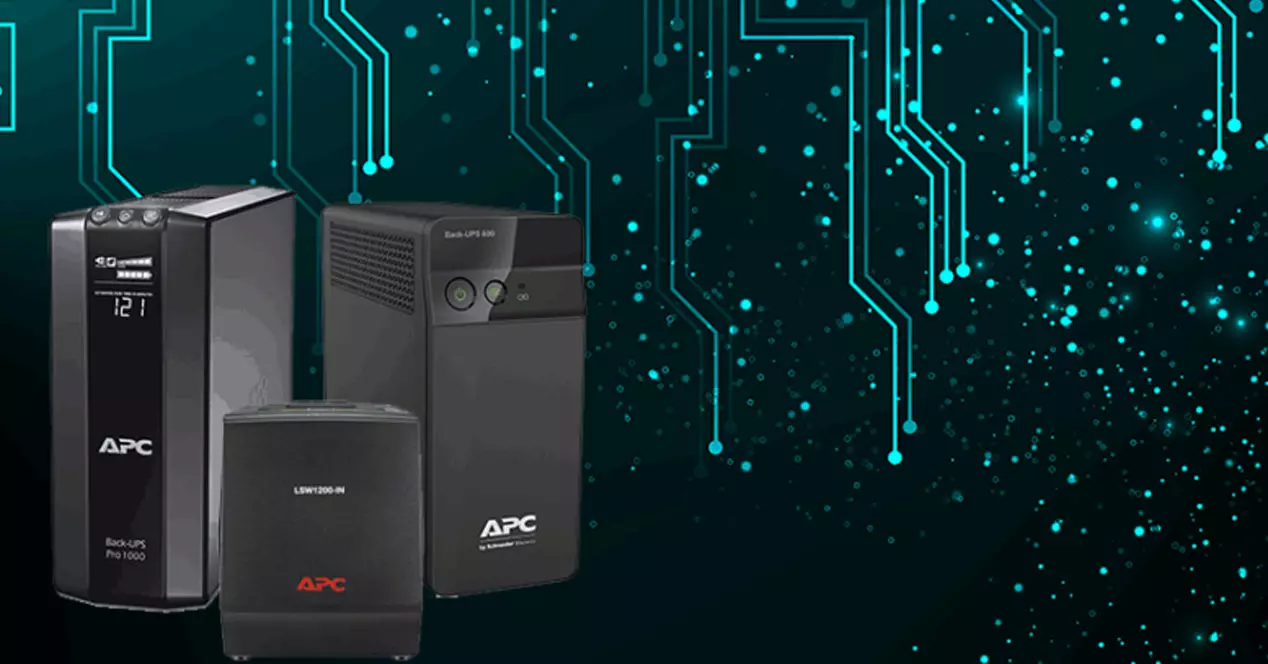 121
APC
Back-UPS
Pro 1000
LSW1200-IN
APC
Back-UPS 600
APC
by Schneider Electric